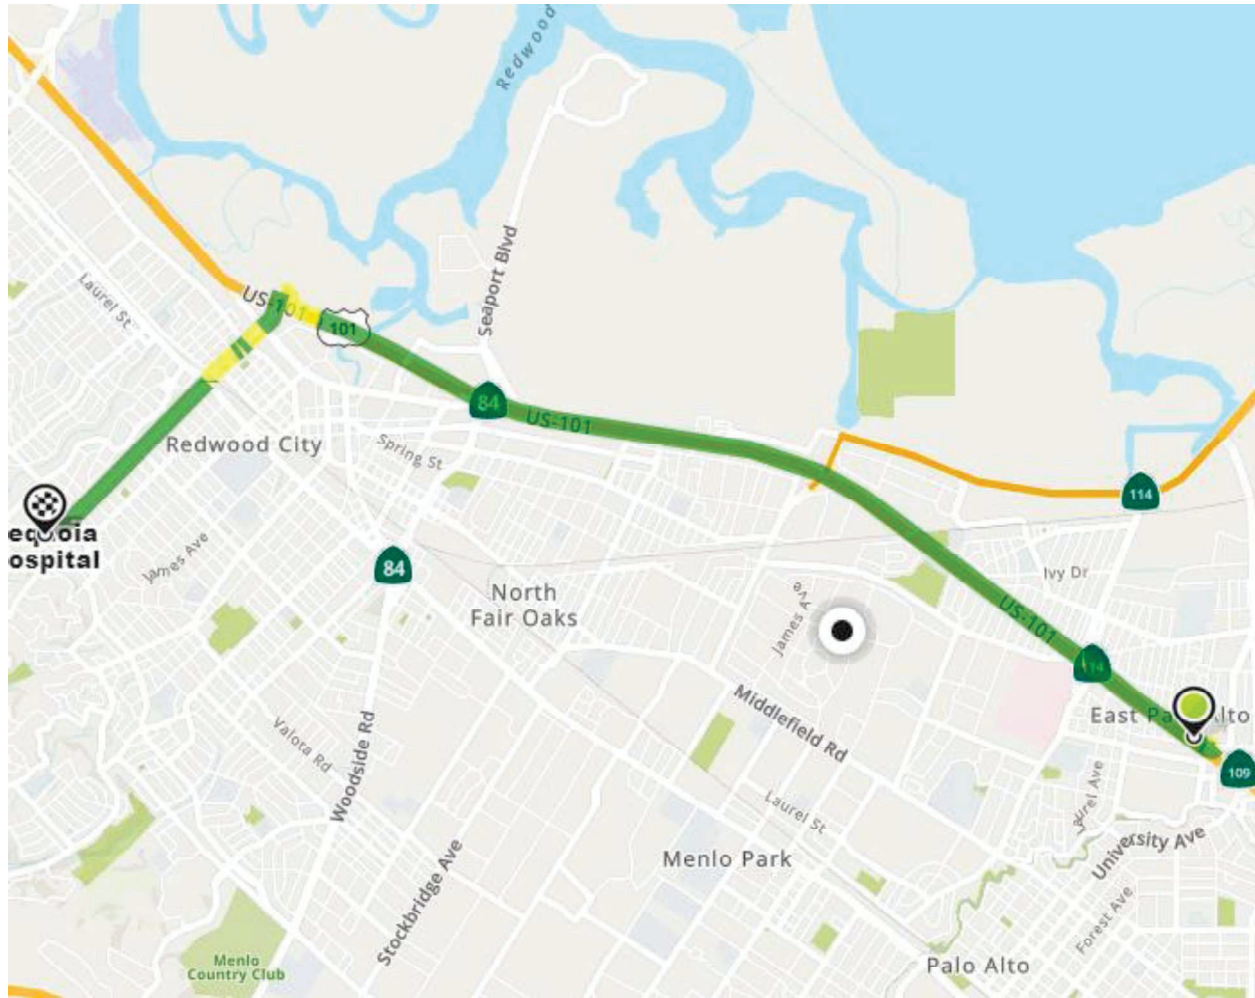 Redwood
Seaport Blvd
Laurel St
US-101
101
84
US-101
Redwood City
Spring St
114
equoia
ospital
James Ave
84
North
Fair Oaks
Ivy Dr
James Ave
US-101
114
Middlefield Rd
East Pa Alto
109
Valota Rd
Woodside Rd
Laurel Ave
Laurel St
University Ave
Stockbridge Ave
Menlo Park
Forest Ave
Menlo
Country Club
Palo Alto